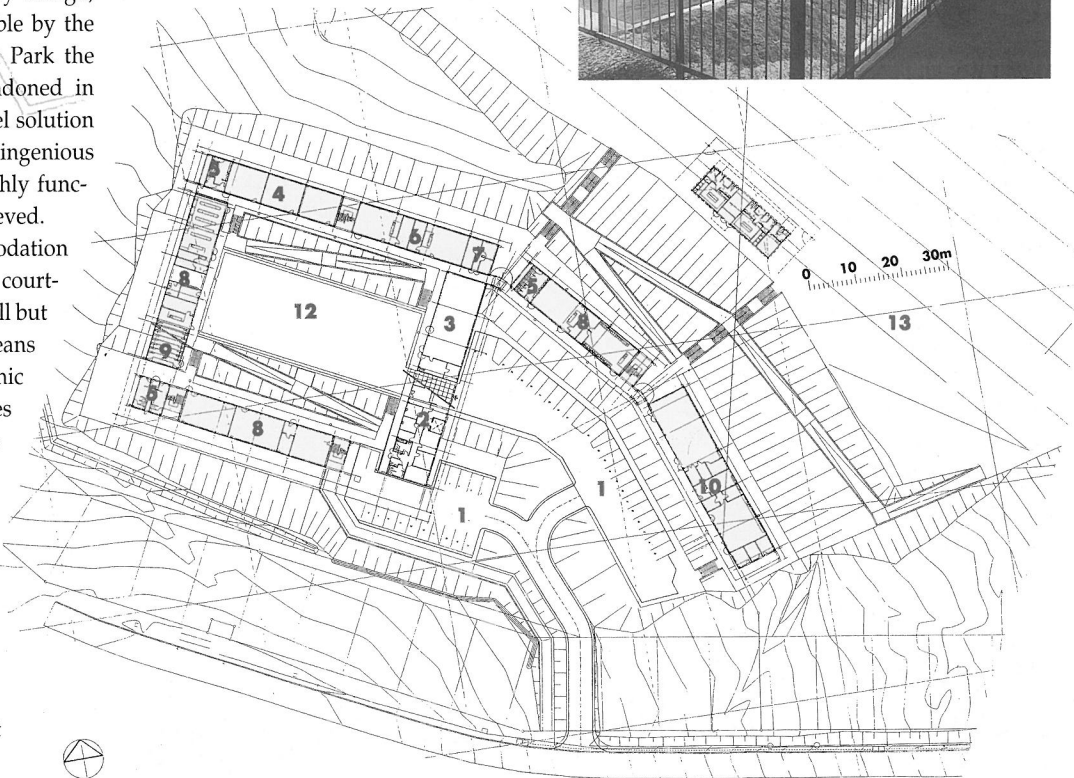 ble by the
Park the
ndoned in
el solution
ingenious
hly func-
eved.
odation
court-
ll but
eans
nic
es
5
4
6
7
8
12
3
5
8
0 10 20 30m
13
9
5
8
2
1
1
10